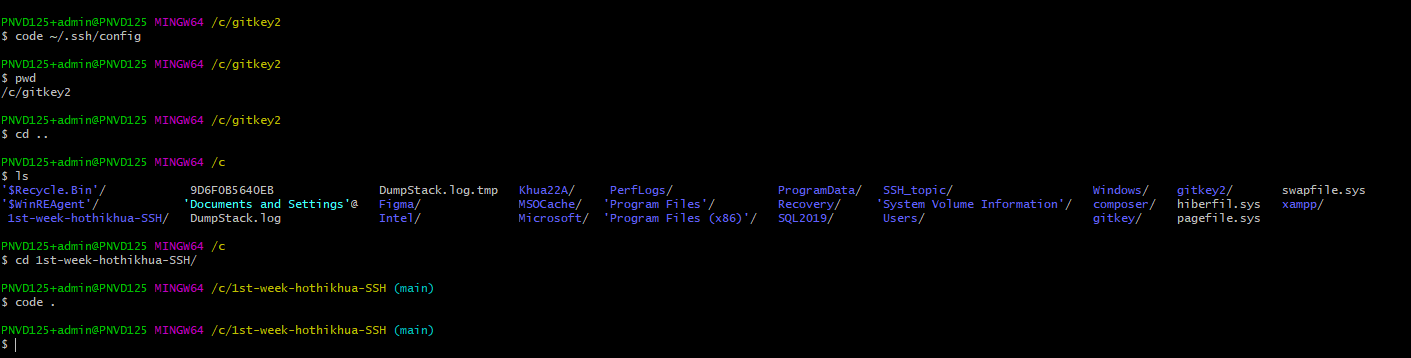 PNVD125+admin@PNVD125 MINGW64 /c/gitkey2
$ code ~/.ssh/config
PNVD125+admin@PNVD125 MINGW64 /c/gitkey2
$ pwd
/c/gitkey2
PNVD125+admin@PNVD125 MINGW64 /c/gitkey2
$ cd ..
PNVD125+admin@PNVD125 MINGW64 /c
$ ls
'$Recycle.Bin'/ 9D6F0B5640EB DumpStack.log.tmp Khua22A/ PerfLogs/ ProgramData/ SSH_topic/ Windows/ gitkey2/ swapfile.sys
'$WinREAgent'/ 'Documents and Settings'@ Figma/ MSOCache/ 'Program Files'/ Recovery/ 'System Volume Information'/ composer/ hiberfil.sys xampp/
1st-week-hothikhua-SSH/ DumpStack.log Intel/ Microsoft/ 'Program Files (x86)'/ SQL2019/ Users/ gitkey/ pagefile.sys
PNVD125+admin@PNVD125 MINGW64 /c
$ cd 1st-week-hothikhua-SSH/
PNVD125+admin@PNVD125 MINGW64 /c/1st-week-hothikhua-SSH (main)
$ code .
PNVD125+admin@PNVD125 MINGW64 /c/1st-week-hothikhua-SSH (main)
$